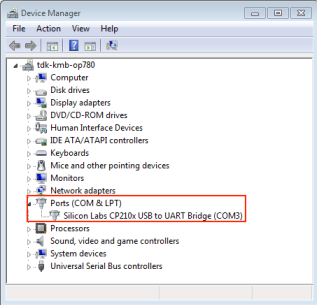 Device Manager
File Action View Help
tdk-kmb-op780
Computer
Disk drives
Display adapters
DVD/CD-ROM drives
Human Interface Devices
IDE ATA/ATAPI controllers
Keyboards
Mice and other pointing devices
Monitors
Network adapters
Ports (COM & LPT)
Silicon Labs CP210x USB to UART Bridge (COM3)
Processors
Sound, video and game controllers
System devices
Universal Serial Bus controllers